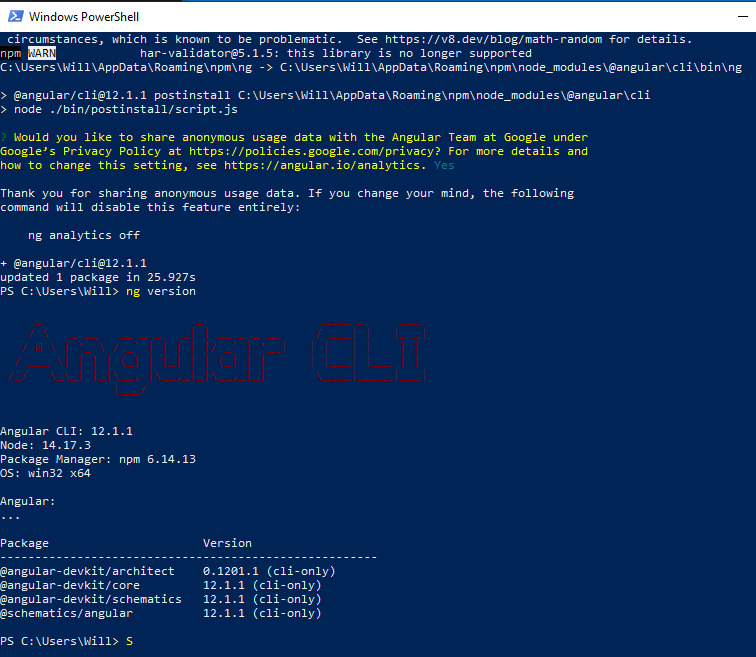 Windows PowerShell
circumstances, which is known to be problematic.  See https://v8.dev/blog/math-random for details.
npm WARN            har-validator@5.1.5: this library is no longer supported
C:\Users\Will\AppData\Roaming\npm\ng -> C:\Users\Will\AppData\Roaming\npm\node_modules\@angular\cli\bin\ng
> @angular/cli@12.1.1 postinstall C:\Users\Will\AppData\Roaming\npm\node_modules\@angular\cli
> node ./bin/postinstall/script.js
? Would you like to share anonymous usage data with the Angular Team at Google under
Google’s Privacy Policy at https://policies.google.com/privacy? For more details and
how to change this setting, see https://angular.io/analytics. Yes
Thank you for sharing anonymous usage data. If you change your mind, the following
command will disable this feature entirely:
    ng analytics off
+ @angular/cli@12.1.1
updated 1 package in 25.927s
PS C:\Users\Will> ng version
Angular CLI
Angular CLI: 12.1.1
Node: 14.17.3
Package Manager: npm 6.14.13
OS: win32 x64
Angular:
...
Package                      Version
------------------------------------------------------
@angular-devkit/architect    0.1201.1 (cli-only)
@angular-devkit/core         12.1.1 (cli-only)
@angular-devkit/schematics   12.1.1 (cli-only)
@schematics/angular          12.1.1 (cli-only)
PS C:\Users\Will> S